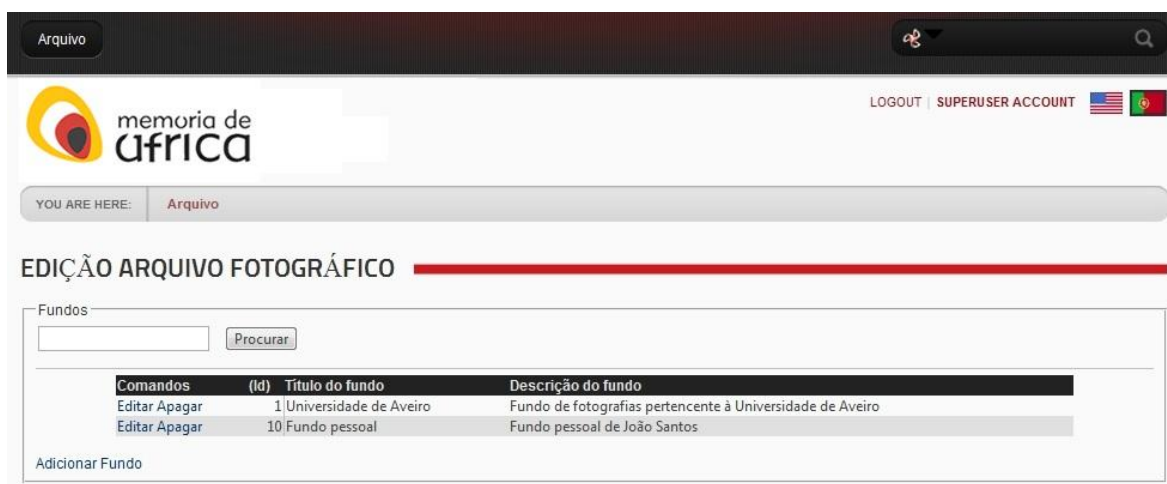 Arquivo
LOGOUT | SUPERUSER ACCOUNT
memoria de
africa
YOU ARE HERE: Arquivo
EDIÇÃO ARQUIVO FOTOGRÁFICO
Fundos
Procurar
Comandos (Id) Titulo do fundo Descrição do fundo
Editar Apagar 1 Universidade de Aveiro Fundo de fotografias pertencente à Universidade de Aveiro
Editar Apagar 10 Fundo pessoal Fundo pessoal de João Santos
Adicionar Fundo